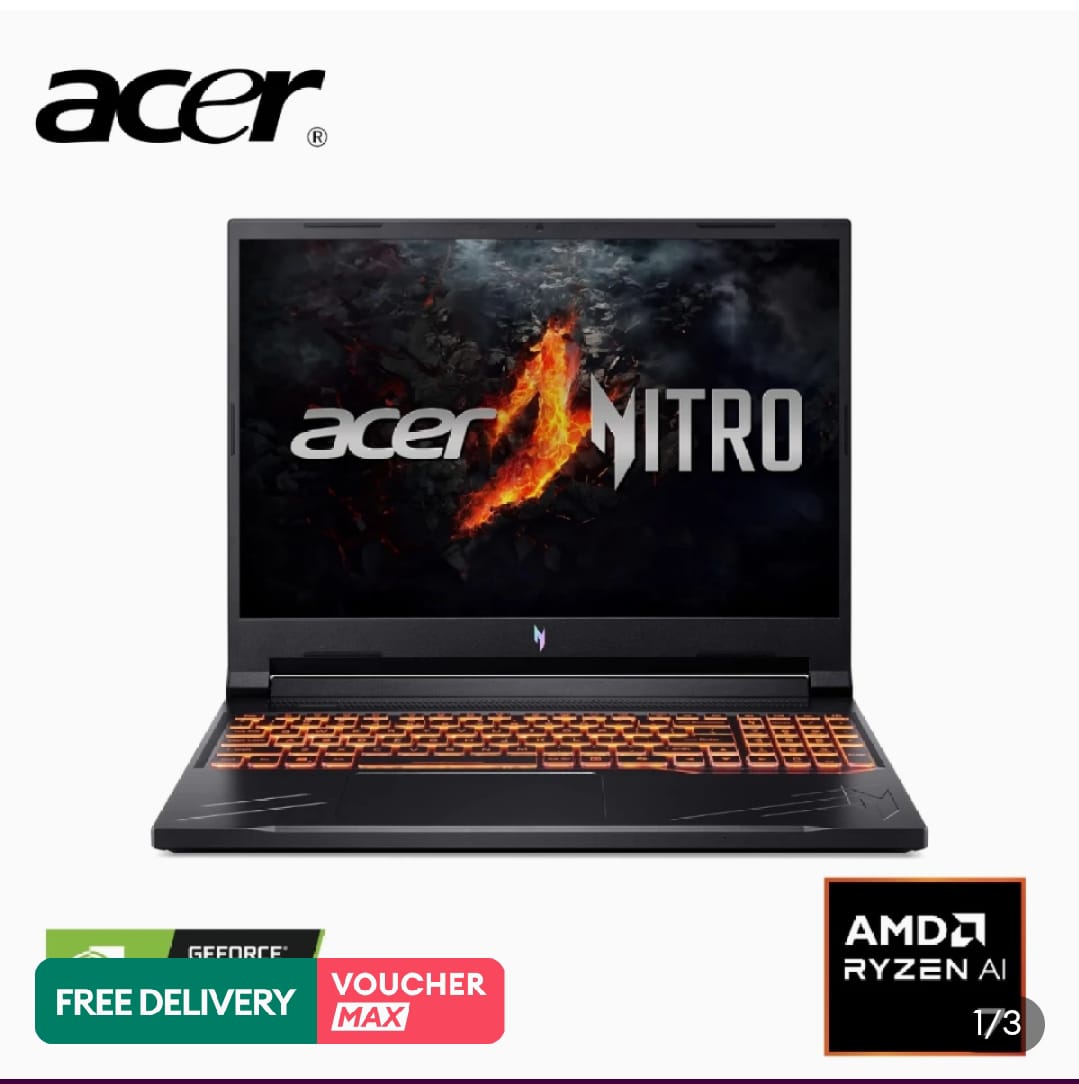 acer®
acer NITRO
GEFORCE®
FREE DELIVERY
VOUCHER
MAX
AMD
RYZEN AI
1/3